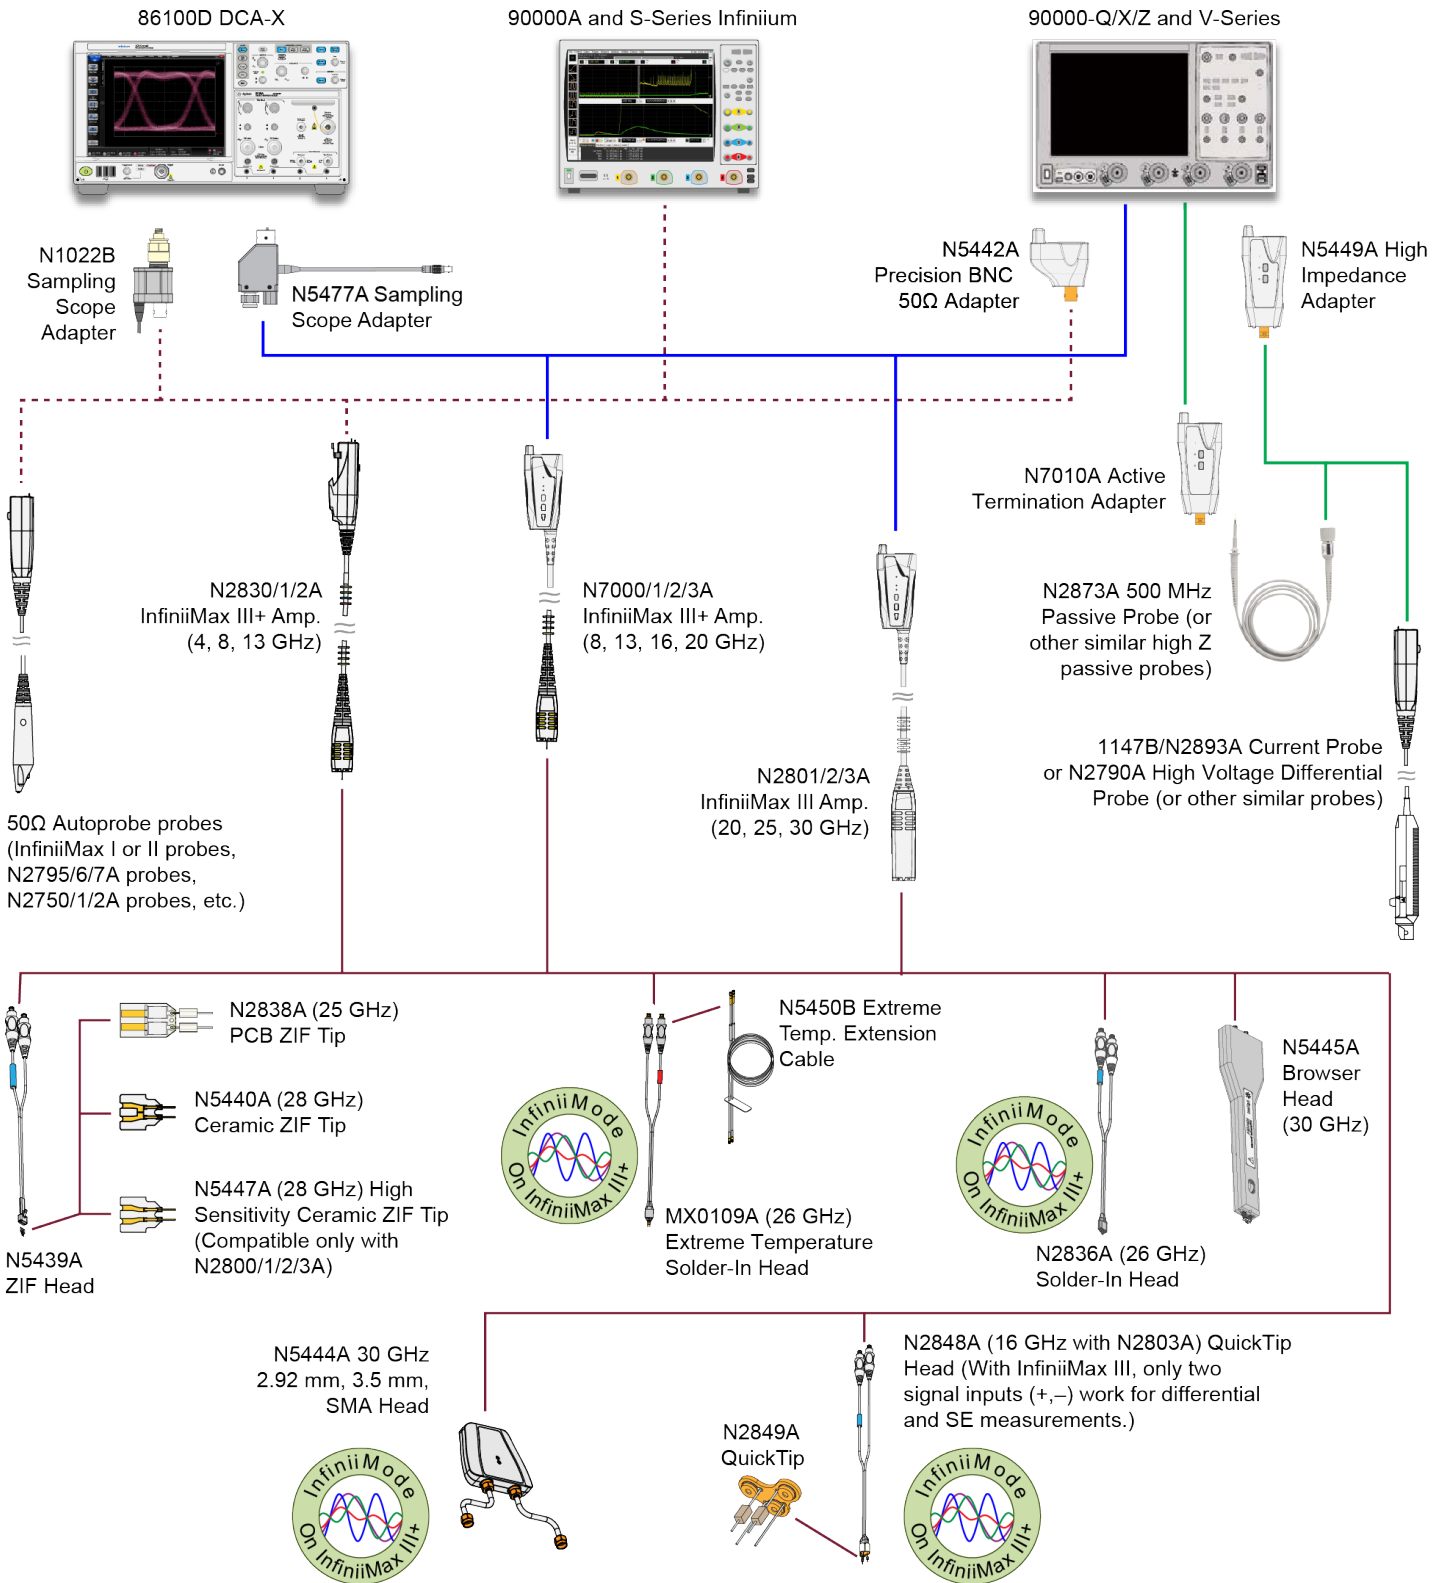 86100D DCA-X
90000A and S-Series Infiniium
90000-Q/X/Z and V-Series
N1022B
Sampling
Scope
Adapter
N5477A Sampling
Scope Adapter
N5442A
Precision BNC
50Ω Adapter
N5449A High
Impedance
Adapter
N7010A Active
Termination Adapter
N2830/1/2A
InfiniiMax III+ Amp.
(4, 8, 13 GHz)
N7000/1/2/3A
InfiniiMax III+ Amp.
(8, 13, 16, 20 GHz)
N2873A 500 MHz
Passive Probe (or
other similar high Z
passive probes)
N2801/2/3A
InfiniiMax III Amp.
(20, 25, 30 GHz)
1147B/N2893A Current Probe
or N2790A High Voltage Differential
Probe (or other similar probes)
50Ω Autoprobe probes
(InfiniiMax I or II probes,
N2795/6/7A probes,
N2750/1/2A probes, etc.)
N2838A (25 GHz)
PCB ZIF Tip
N5440A (28 GHz)
Ceramic ZIF Tip
N5447A (28 GHz) High
Sensitivity Ceramic ZIF Tip
(Compatible only with
N2800/1/2/3A)
N5439A
ZIF Head
N5450B Extreme
Temp. Extension
Cable
InfiniiMode
On InfiniiMax III+
MX0109A (26 GHz)
Extreme Temperature
Solder-In Head
InfiniiMode
On InfiniiMax III+
N2836A (26 GHz)
Solder-In Head
N5445A
Browser
Head
(30 GHz)
N5444A 30 GHz
2.92 mm, 3.5 mm,
SMA Head
InfiniiMode
On InfiniiMax III+
N2849A
QuickTip
N2848A (16 GHz with N2803A) QuickTip
Head (With InfiniiMax III, only two
signal inputs (+,–) work for differential
and SE measurements.)
InfiniiMode
On InfiniiMax III+